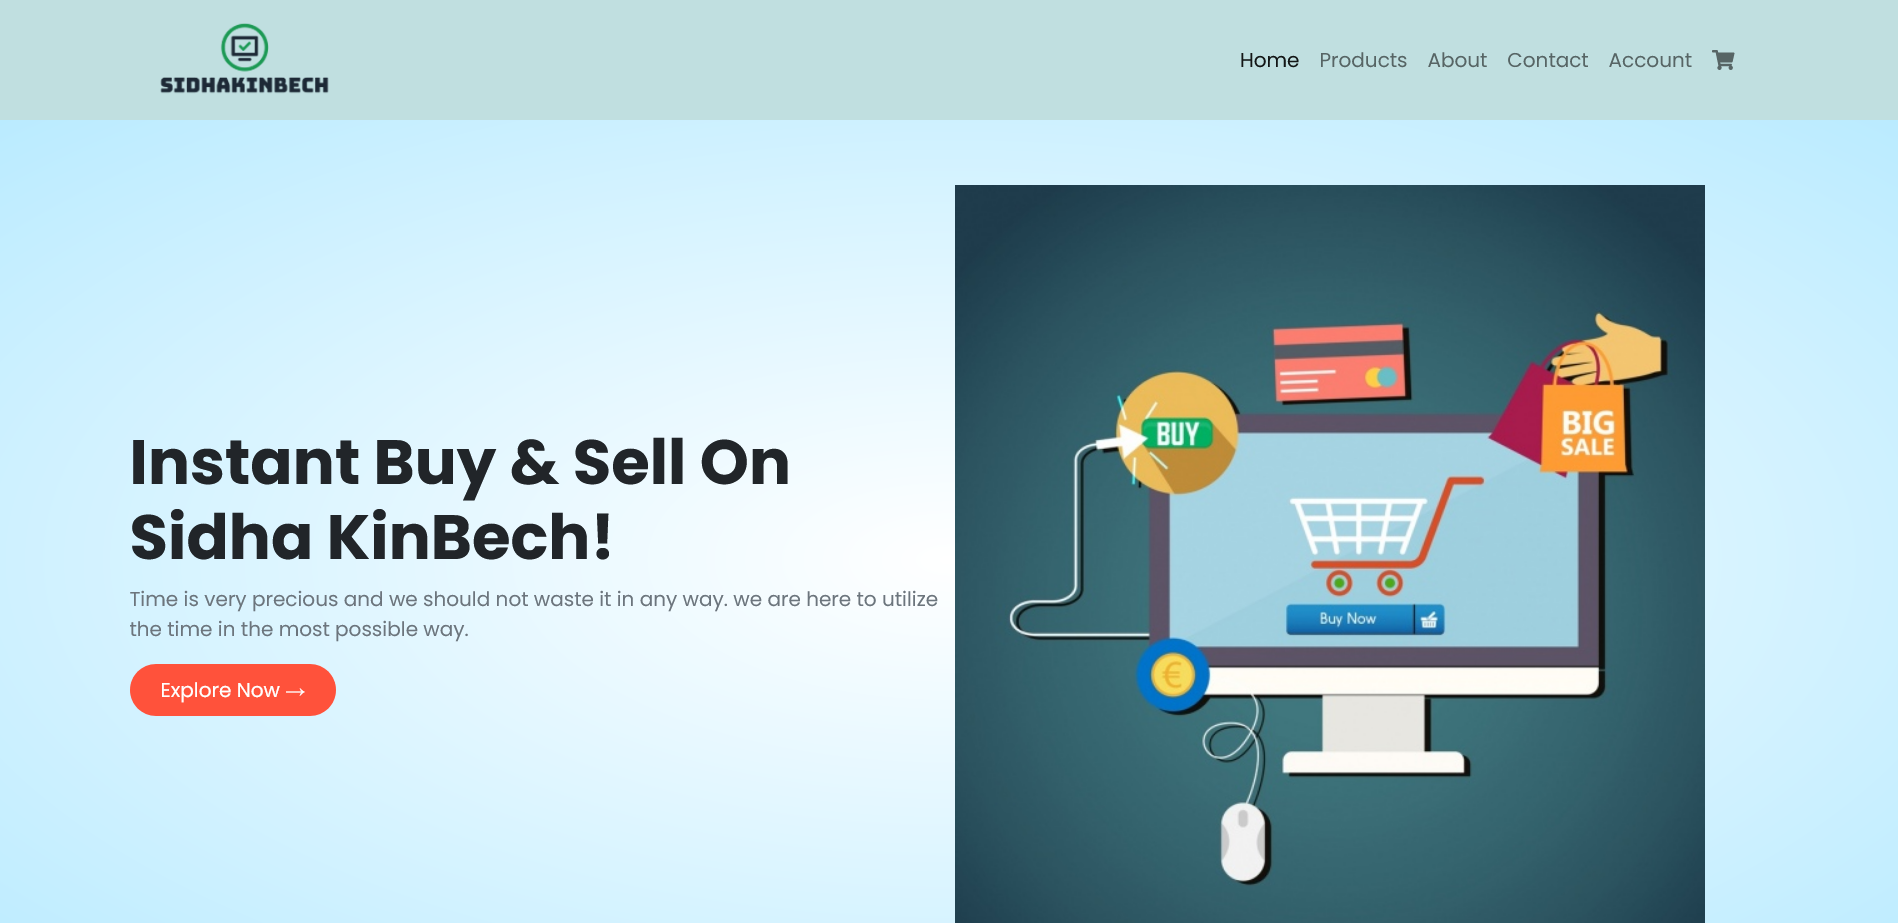 SIDHAKINBECH
Home Products About Contact Account
Instant Buy & Sell On
Sidha KinBech!
Time is very precious and we should not waste it in any way. we are here to utilize
the time in the most possible way.
Explore Now →
BUY
BIG
SALE
Buy Now
€